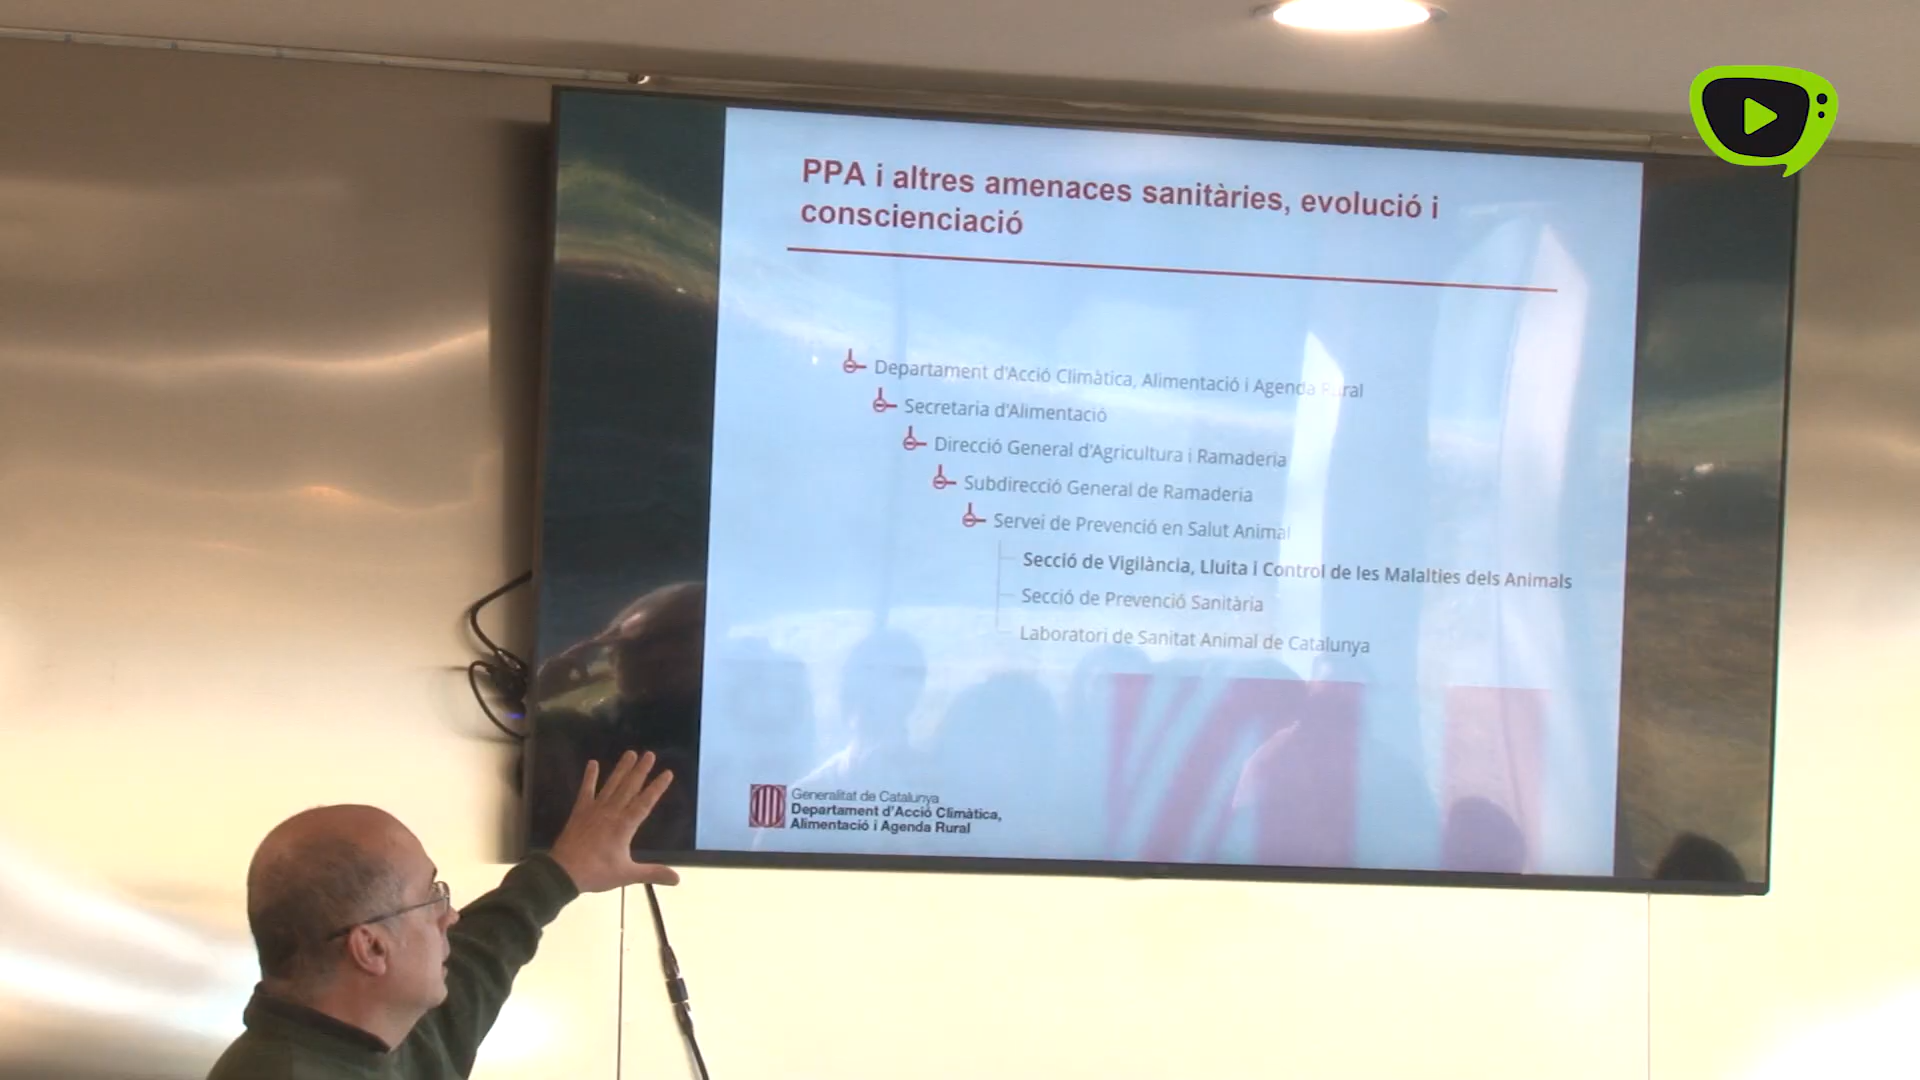 PPA i altres amenaces sanitàries, evolució i
conscienciació
Departament d'Acció Climàtica, Alimentació i Agenda Rural
Secretaria d'Alimentació
Direcció General d'Agricultura i Ramaderia
Subdirecció General de Ramaderia
Servei de Prevenció en Salut Animal
Secció de Vigilància, Lluita i Control de les Malalties dels Animals
Secció de Prevenció Sanitària
Laboratori de Sanitat Animal de Catalunya
Generalitat de Catalunya
Departament d'Acció Climàtica,
Alimentació i Agenda Rural